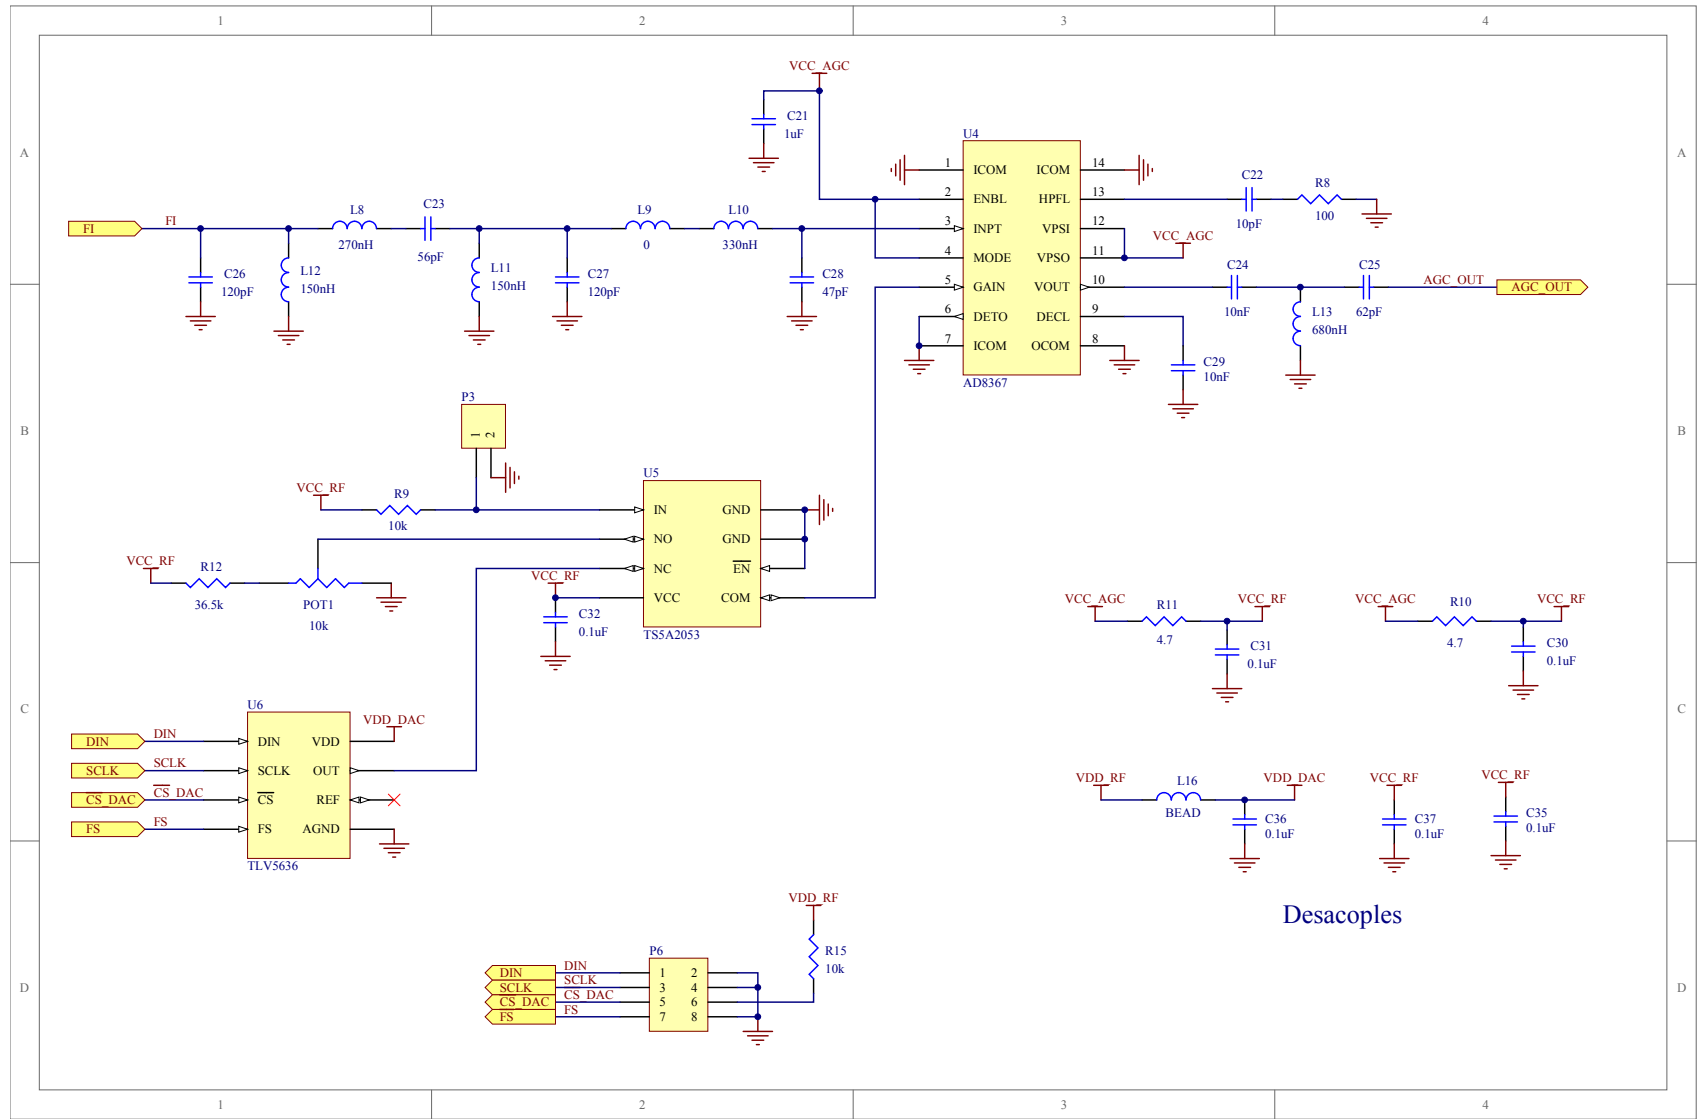 1 2 3 4
VCC_AGC
C21
1uF
U4
A A
1 ICOM ICOM 14
2 ENBL HPFL 13
3 INPT VPSI 12
4 MODE VPSO 11
5 GAIN VOUT 10
6 DETO DECL 9
7 ICOM OCOM 8
AD8367
C22
10pF
R8
100
VCC_AGC
C24
10nF
C25
62pF
AGC_OUT AGC_OUT
L13
680nH
C29
10nF
FI FI
L8
270nH
C23
56pF
L9
0
L10
330nH
C26
120pF
L12
150nH
L11
150nH
C27
120pF
C28
47pF
B B
P3
1 2
U5
VCC_RF
R9
10k
IN GND
NO GND
NC EN
VCC COM
TS5A2053
VCC_RF
R12
36.5k
POT1
10k
VCC_RF
C32
0.1uF
VCC_AGC
R11
4.7
VCC_RF
C31
0.1uF
VCC_AGC
R10
4.7
VCC_RF
C30
0.1uF
C C
U6
DIN DIN DIN VDD VDD_DAC
SCLK SCLK SCLK OUT
CS_DAC CS_DAC CS REF
FS FS FS AGND
TLV5636
VDD_RF
L16
BEAD
VDD_DAC
C36
0.1uF
VCC_RF
C37
0.1uF
VCC_RF
C35
0.1uF
Desacoples
VDD_RF
R15
10k
P6
DIN DIN 1 2
SCLK SCLK 3 4
CS_DAC CS_DAC 5 6
FS FS 7 8
D D
1 2 3 4